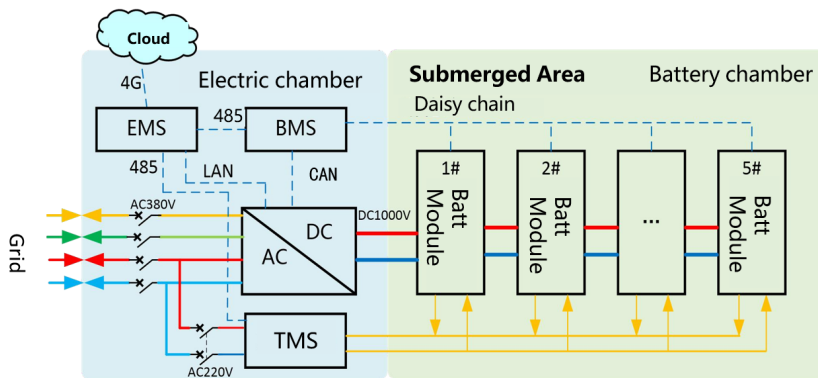 Cloud
4G
Electric chamber
Submerged Area
Battery chamber
Daisy chain
EMS
485
BMS
485
LAN
CAN
1#
Batt
Module
2#
Batt
Module
...
5#
Batt
Module
AC380V
DC1000V
DC
AC
Grid
TMS
AC220V